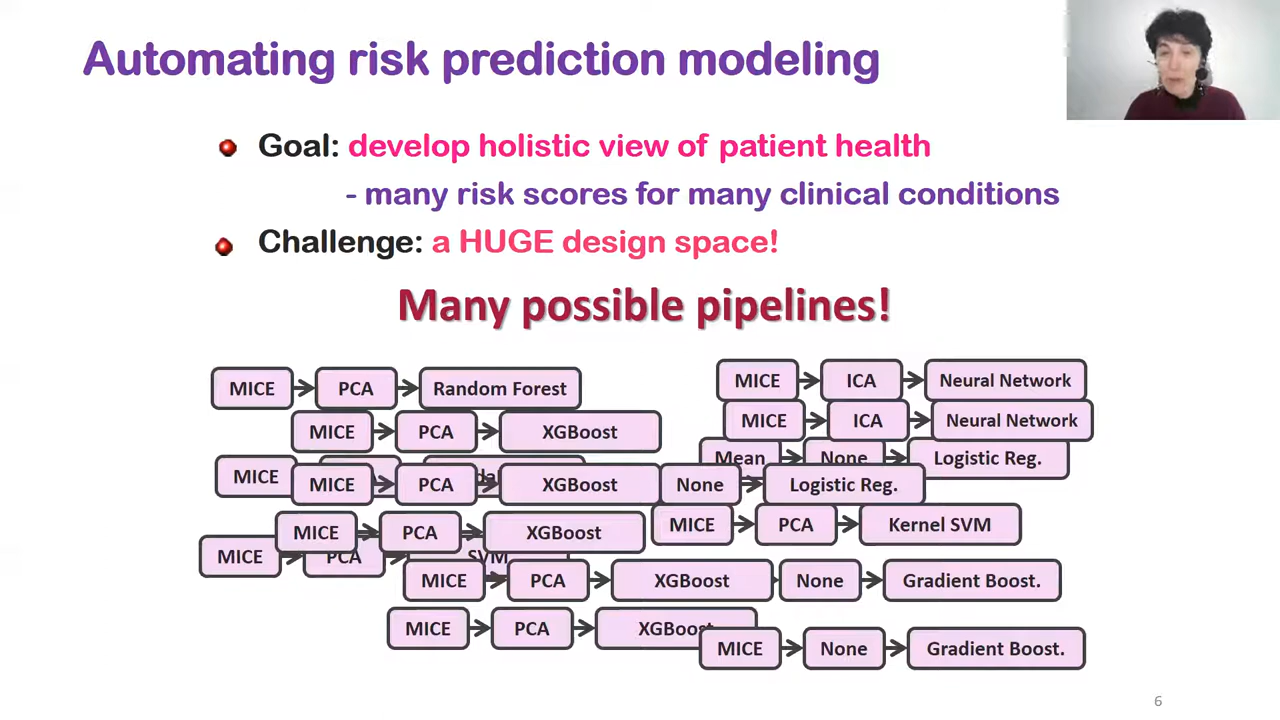 Automating risk prediction modeling
Goal: develop holistic view of patient health
- many risk scores for many clinical conditions
Challenge: a HUGE design space!
Many possible pipelines!
MICE PCA Random Forest
MICE ICA Neural Network
MICE PCA XGBoost
MICE ICA Neural Network
Mean None Logistic Reg.
MICE
MICE PCA XGBoost
None Logistic Reg.
MICE PCA XGBoost
MICE PCA Kernel SVM
MICE PCA SVM
MICE PCA XGBoost
None Gradient Boost.
MICE PCA XGBoost
MICE None Gradient Boost.
6